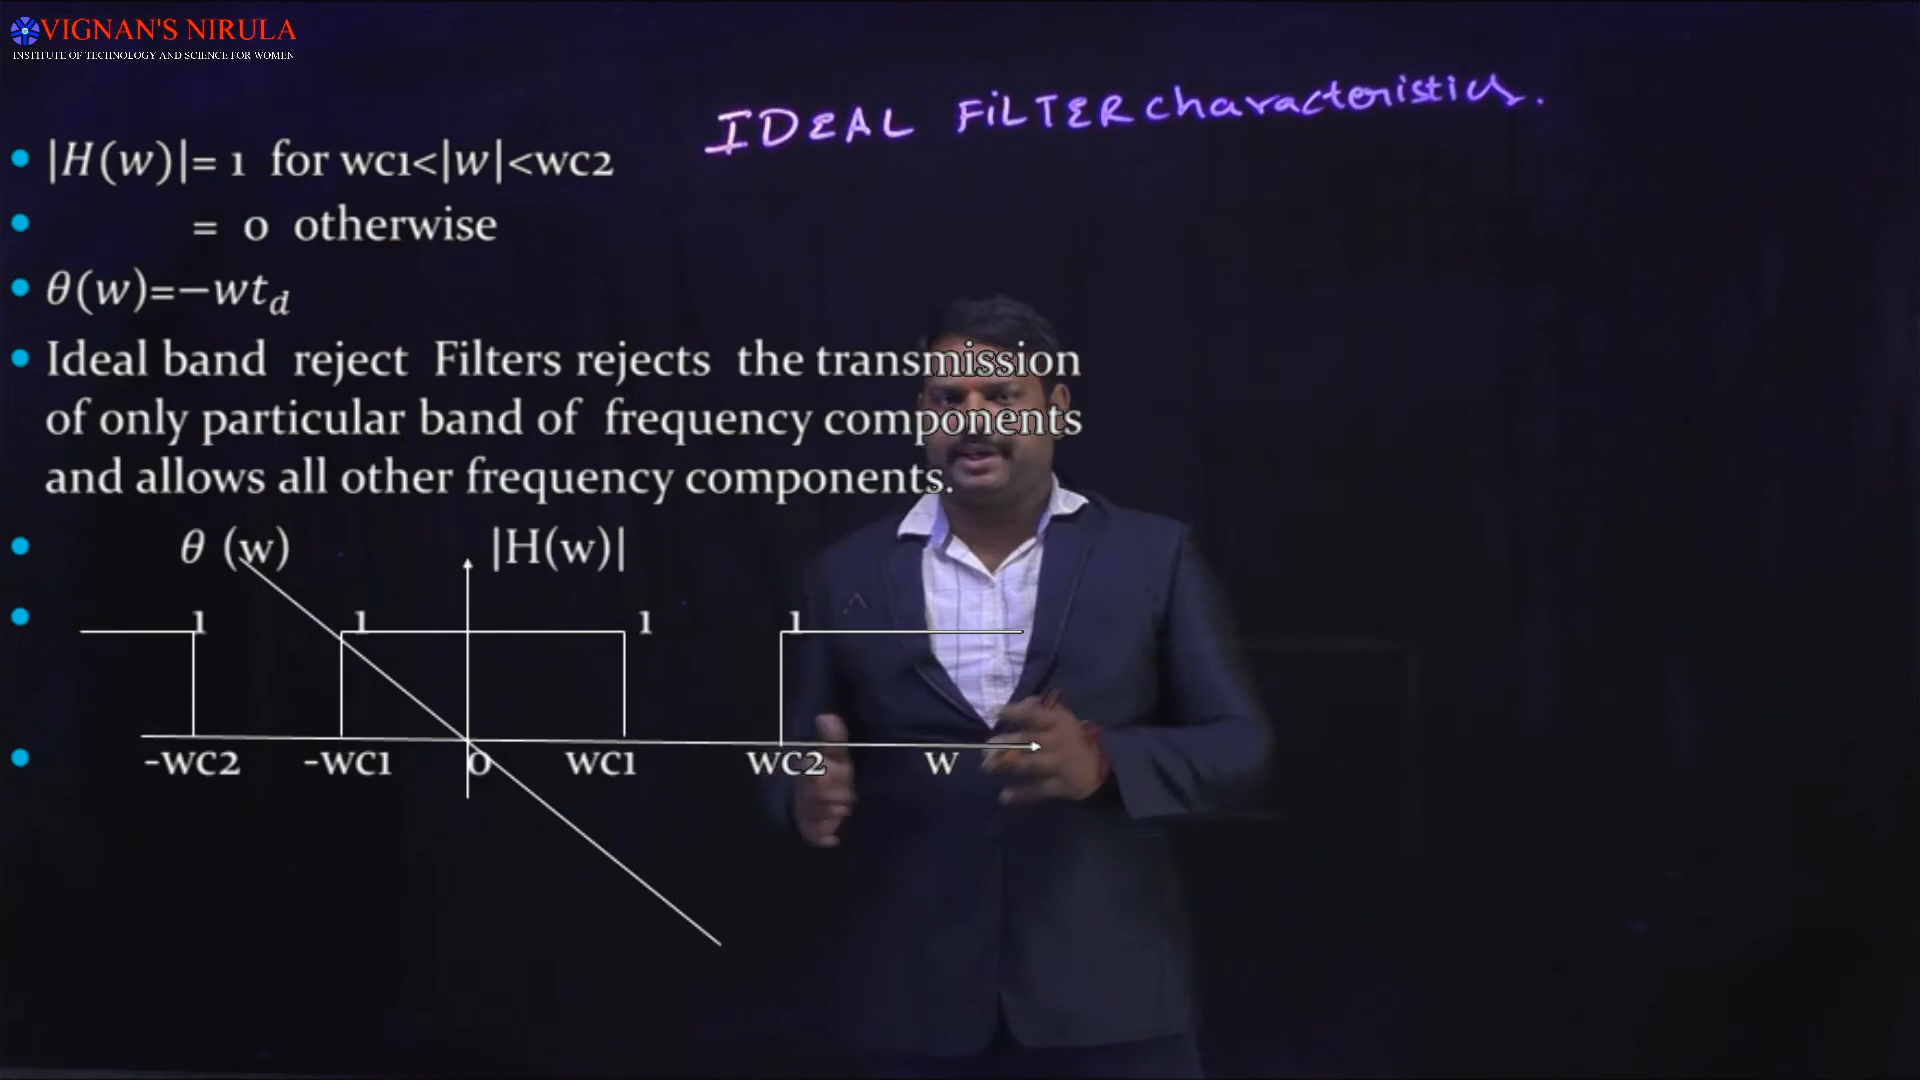 VIGNAN'S NIRULA
INSTITUTE OF TECHNOLOGY AND SCIENCE FOR WOMEN
IDEAL FILTER characteristics.
|H(w)|= 1 for wc1<|w|<wc2
= 0 otherwise
θ(w)=−wt_d
Ideal band reject Filters rejects the transmission
of only particular band of frequency components
and allows all other frequency components.
θ (w) |H(w)|
1 1 1 1
-wc2 -wc1 0 wc1 wc2 w